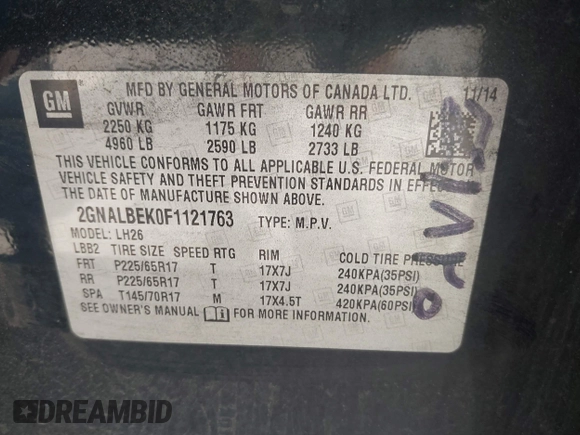 GM
MFD BY GENERAL MOTORS OF CANADA LTD. 11/14
GVWR GAWR FRT GAWR RR
2250 KG 1175 KG 1240 KG
4960 LB 2590 LB 2733 LB
THIS VEHICLE CONFORMS TO ALL APPLICABLE U.S. FEDERAL MOTOR
VEHICLE SAFETY AND THEFT PREVENTION STANDARDS IN EFFECT
THE DATE OF MANUFACTURE SHOWN ABOVE.
2GNALBEK0F1121763 TYPE: M.P.V.
MODEL: LH26
LBB2 TIRE SIZE SPEED RTG RIM COLD TIRE PRESSURE
FRT P225/65R17 T 17X7J 240KPA(35PSI)
RR P225/65R17 T 17X7J 240KPA(35PSI)
SPA T145/70R17 M 17X4.5T 420KPA(60PSI)
SEE OWNER'S MANUAL FOR MORE INFORMATION.
DREAMBID